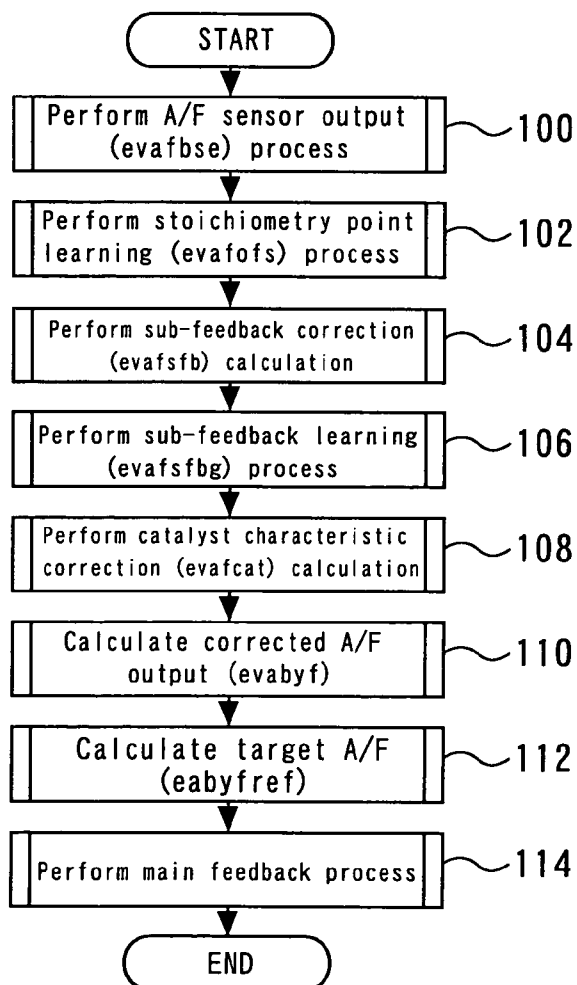 START
Perform A/F sensor output
(evafbse) process
100
Perform stoichiometry point
learning (evafofs) process
102
Perform sub-feedback correction
(evafsfb) calculation
104
Perform sub-feedback learning
(evafsfbg) process
106
Perform catalyst characteristic
correction (evafcat) calculation
108
Calculate corrected A/F
output (evabyf)
110
Calculate target A/F
(eabyfref)
112
Perform main feedback process
114
END